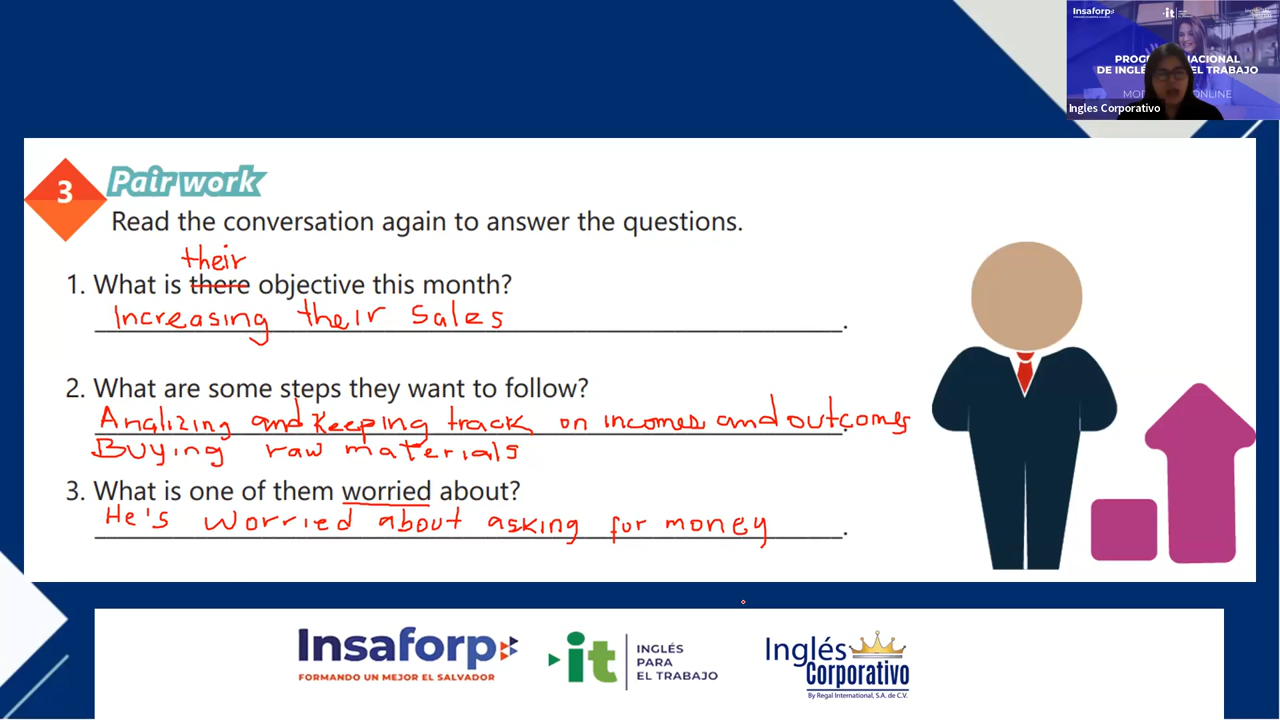 Insaforp
it
PRO NACIONAL
DE INGLÉ EL TRABAJO
MO ONLINE
Ingles Corporativo
3
Pair work
Read the conversation again to answer the questions.
their
1. What is there objective this month?
Increasing their sales
2. What are some steps they want to follow?
Analizing and Keeping track on incomes and outcomes
Buying raw materials
3. What is one of them worried about?
He's worried about asking for money
Insaforp
FORMANDO UN MEJOR EL SALVADOR
it
INGLÉS
PARA
EL TRABAJO
Inglés
Corporativo
By Regal International, S.A. de C.V.